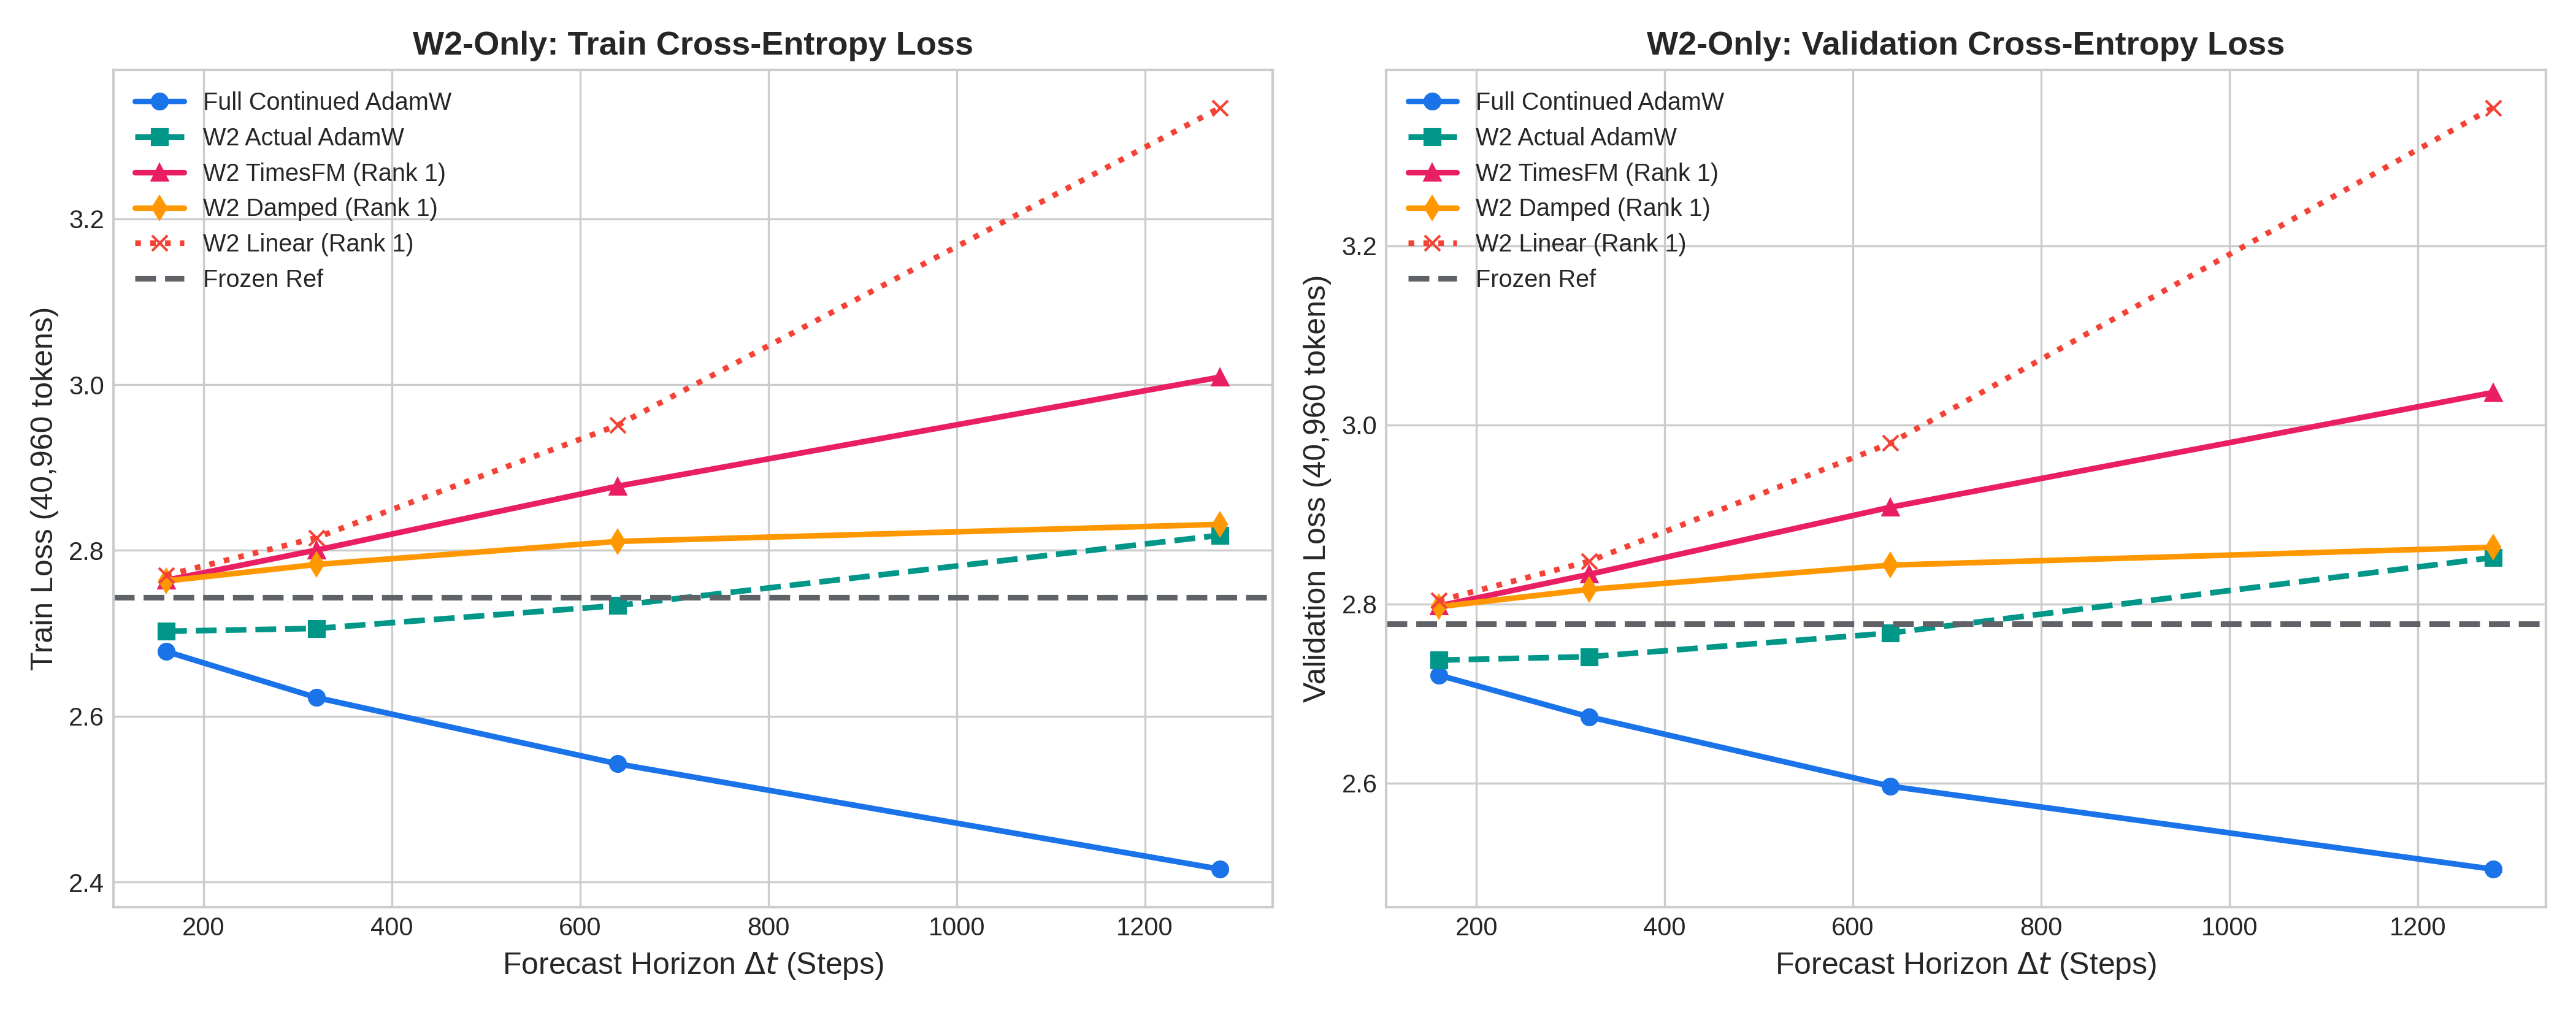 W2-Only: Train Cross-Entropy Loss
Full Continued AdamW
W2 Actual AdamW
W2 TimesFM (Rank 1)
W2 Damped (Rank 1)
W2 Linear (Rank 1)
Frozen Ref
Train Loss (40,960 tokens)
3.2
3.0
2.8
2.6
2.4
200 400 600 800 1000 1200
Forecast Horizon Δt (Steps)
W2-Only: Validation Cross-Entropy Loss
Full Continued AdamW
W2 Actual AdamW
W2 TimesFM (Rank 1)
W2 Damped (Rank 1)
W2 Linear (Rank 1)
Frozen Ref
Validation Loss (40,960 tokens)
3.2
3.0
2.8
2.6
200 400 600 800 1000 1200
Forecast Horizon Δt (Steps)